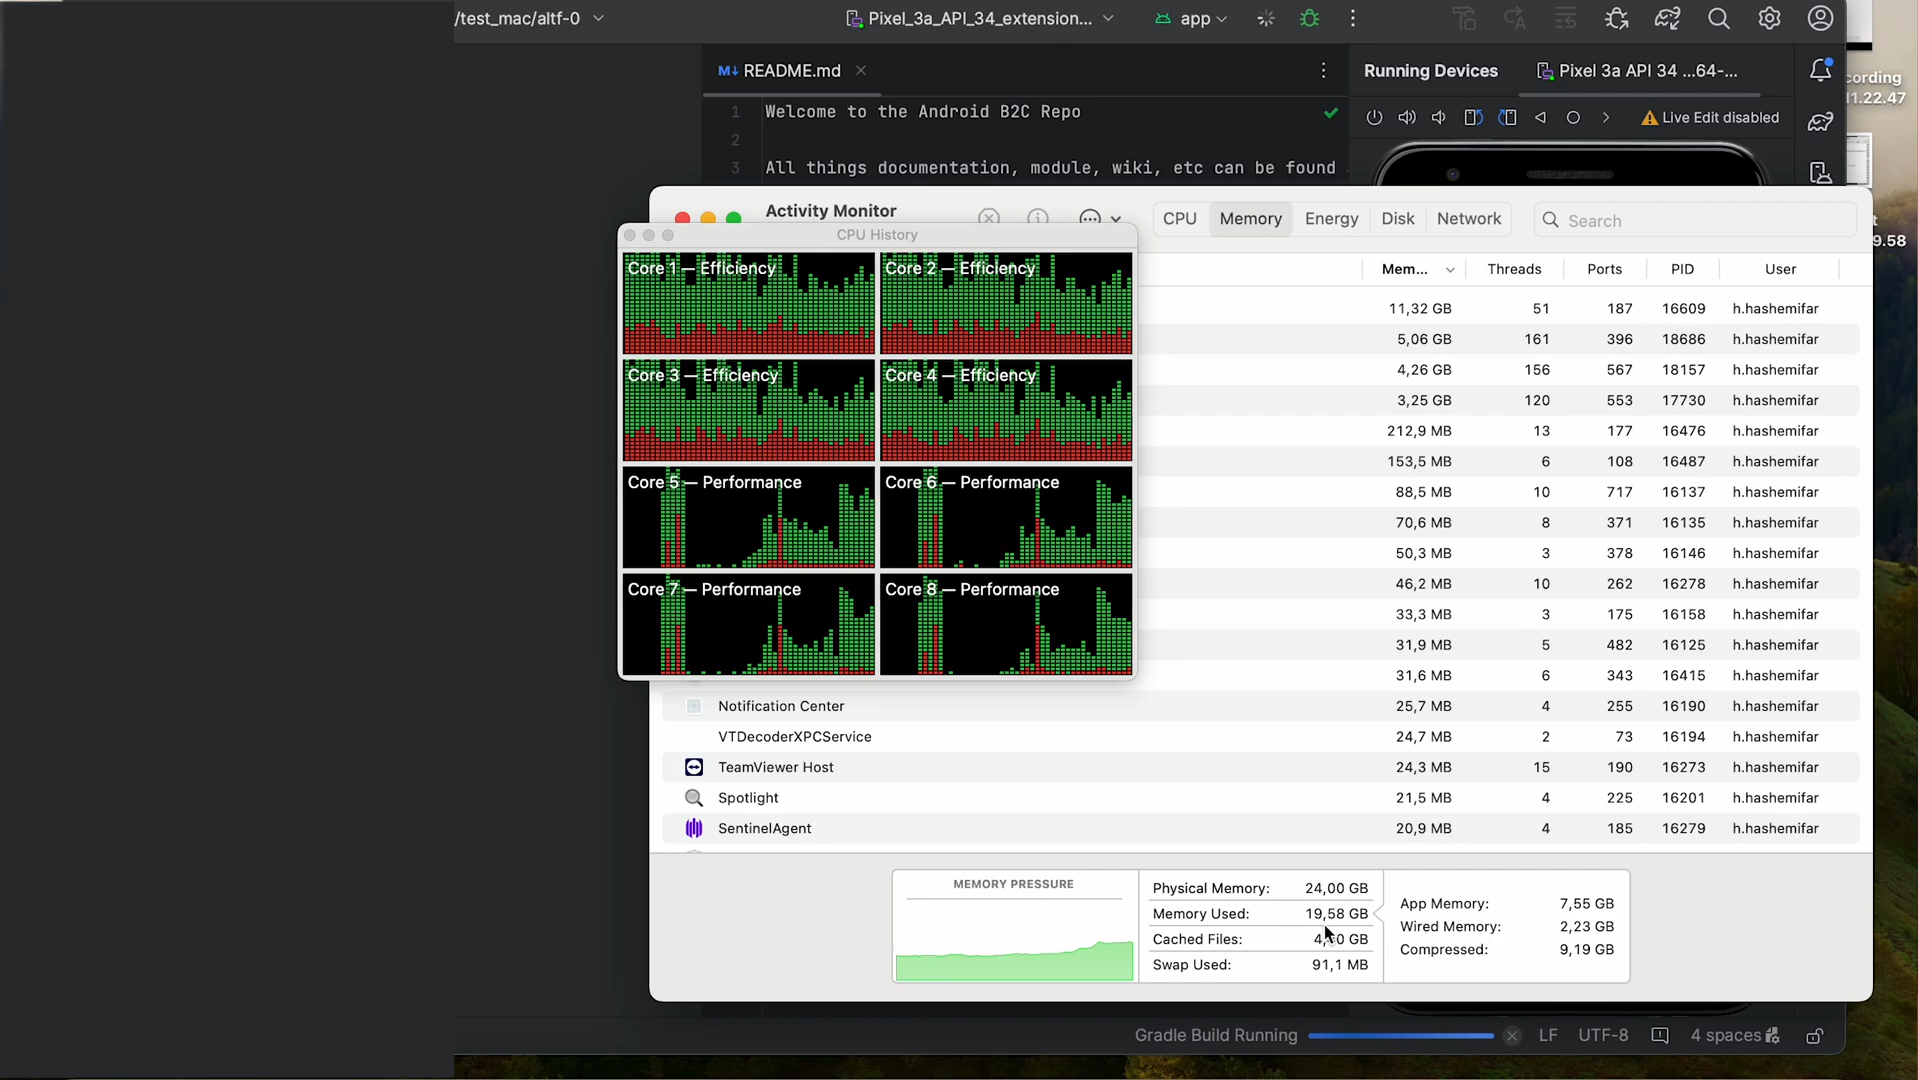 /test_mac/altf-0
Pixel_3a_API_34_extension...
app
README.md
Running Devices
Pixel 3a API 34 ...64-...
cording
11.22.47
1 Welcome to the Android B2C Repo
Live Edit disabled
2
3 All things documentation, module, wiki, etc can be found
Activity Monitor
CPU Memory Energy Disk Network
Search
9.58
CPU History
Mem... Threads Ports PID User
Core 1 — Efficiency
Core 2 — Efficiency
Core 3 — Efficiency
Core 4 — Efficiency
Core 5 — Performance
Core 6 — Performance
Core 7 — Performance
Core 8 — Performance
11,32 GB 51 187 16609 h.hashemifar
5,06 GB 161 396 18686 h.hashemifar
4,26 GB 156 567 18157 h.hashemifar
3,25 GB 120 553 17730 h.hashemifar
212,9 MB 13 177 16476 h.hashemifar
153,5 MB 6 108 16487 h.hashemifar
88,5 MB 10 717 16137 h.hashemifar
70,6 MB 8 371 16135 h.hashemifar
50,3 MB 3 378 16146 h.hashemifar
46,2 MB 10 262 16278 h.hashemifar
33,3 MB 3 175 16158 h.hashemifar
31,9 MB 5 482 16125 h.hashemifar
31,6 MB 6 343 16415 h.hashemifar
Notification Center 25,7 MB 4 255 16190 h.hashemifar
VTDecoderXPCService 24,7 MB 2 73 16194 h.hashemifar
TeamViewer Host 24,3 MB 15 190 16273 h.hashemifar
Spotlight 21,5 MB 4 225 16201 h.hashemifar
SentinelAgent 20,9 MB 4 185 16279 h.hashemifar
MEMORY PRESSURE
Physical Memory: 24,00 GB
Memory Used: 19,58 GB
Cached Files: GB
Swap Used: 91,1 MB
App Memory: 7,55 GB
Wired Memory: 2,23 GB
Compressed: 9,19 GB
Gradle Build Running
LF UTF-8 4 spaces